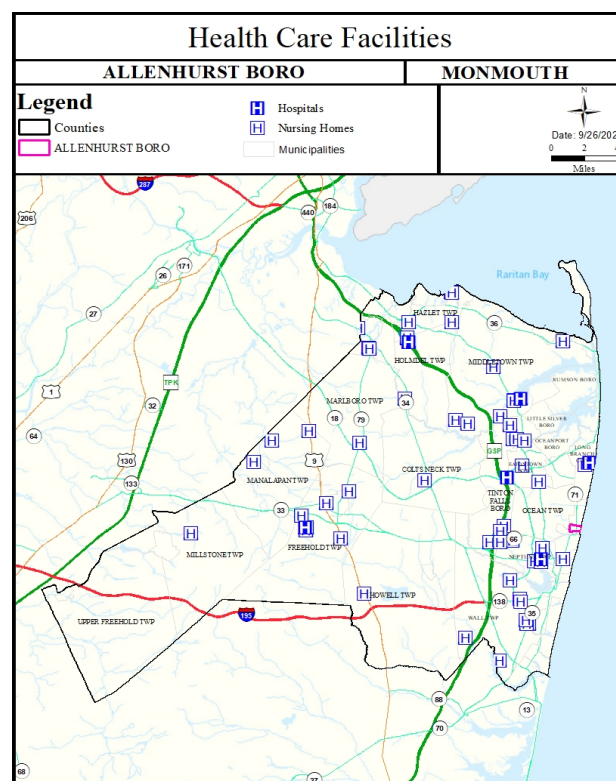 Health Care Facilities
ALLENHURST BORO
MONMOUTH
Legend
Counties
ALLENHURST BORO
H Hospitals
H Nursing Homes
Municipalities
N
Date: 9/26/202
0 2 4
Miles
287
440
184
206
171
26
27
Raritan Bay
HAZLET TWP
36
HOLMDEL TWP
MIDDLETOWN TWP
TPK
1
32
RUMSON BORO
MARLBORO TWP
34
18
79
LITTLE SILVER
BORO
64
OCEANPORT
BORO
LONG
BRANCH
GSP
130
9
133
MANALAPAN TWP
COLTS NECK TWP
71
TINTON
FALLS
BORO
OCEAN TWP
33
MILLSTONE TWP
FREEHOLD TWP
66
HOWELL TWP
138
35
195
UPPER FREEHOLD TWP
WALL TWP
88
13
70
68
37